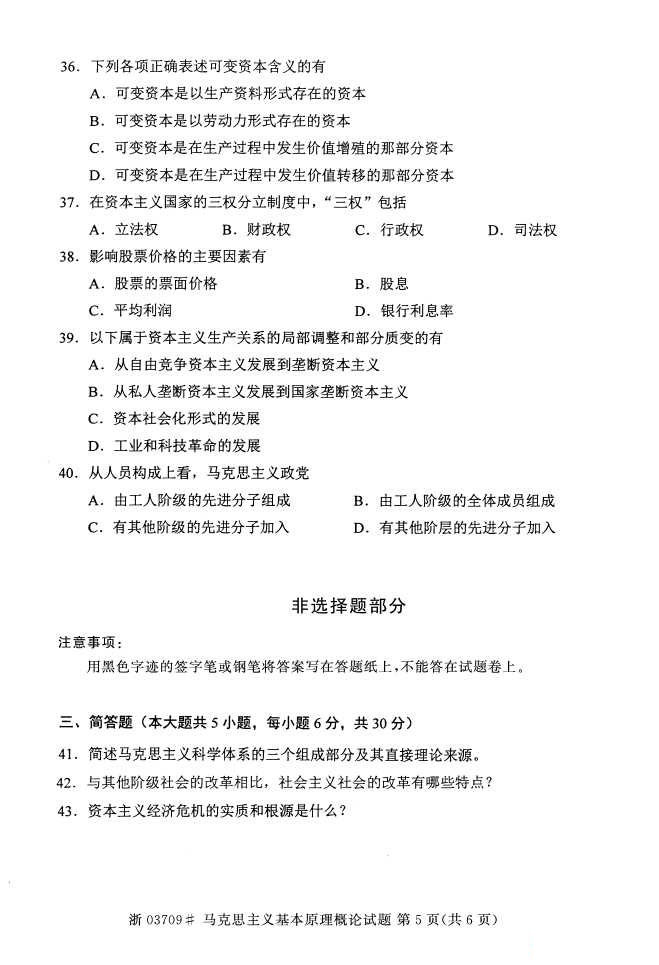 36．下列各项正确表述可变资本含义的有
A．可变资本是以生产资料形式存在的资本
B．可变资本是以劳动力形式存在的资本
C．可变资本是在生产过程中发生价值增殖的那部分资本
D．可变资本是在生产过程中发生价值转移的那部分资本
37．在资本主义国家的三权分立制度中，“三权”包括
A．立法权 B．财政权 C．行政权 D．司法权
38．影响股票价格的主要因素有
A．股票的票面价格 B．股息
C．平均利润 D．银行利息率
39．以下属于资本主义生产关系的局部调整和部分质变的有
A．从自由竞争资本主义发展到垄断资本主义
B．从私人垄断资本主义发展到国家垄断资本主义
C．资本社会化形式的发展
D．工业和科技革命的发展
40．从人员构成上看，马克思主义政党
A．由工人阶级的先进分子组成 B．由工人阶级的全体成员组成
C．有其他阶级的先进分子加入 D．有其他阶层的先进分子加入
非选择题部分
注意事项：
用黑色字迹的签字笔或钢笔将答案写在答题纸上，不能答在试题卷上。
三、简答题（本大题共 5 小题，每小题 6 分，共 30 分）
41．简述马克思主义科学体系的三个组成部分及其直接理论来源。
42．与其他阶级社会的改革相比，社会主义社会的改革有哪些特点？
43．资本主义经济危机的实质和根源是什么？
浙 03709＃ 马克思主义基本原理概论试题 第 5 页（共 6 页）